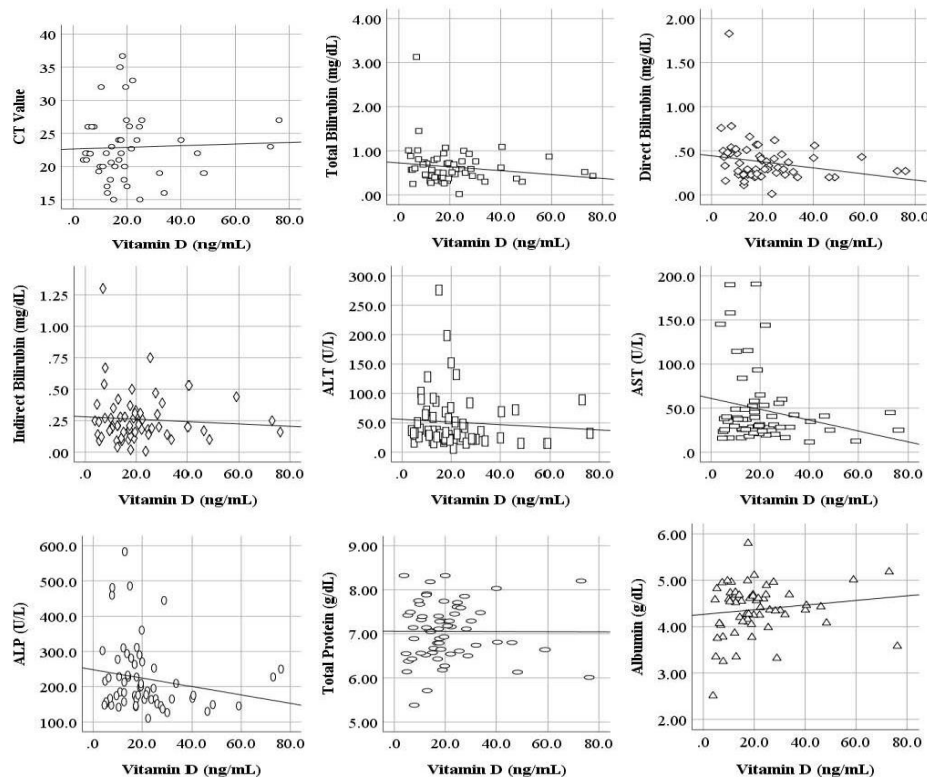 CT Value
40
35
30
25
20
15
.0 20.0 40.0 60.0 80.0
Vitamin D (ng/mL)
Total Bilirubin (mg/dL)
4.00
3.00
2.00
1.00
.00
.0 20.0 40.0 60.0 80.0
Vitamin D (ng/mL)
Direct Bilirubin (mg/dL)
2.00
1.50
1.00
.50
.00
.0 20.0 40.0 60.0 80.0
Vitamin D (ng/mL)
Indirect Bilirubin (mg/dL)
1.25
1.00
.75
.50
.25
.00
.0 20.0 40.0 60.0 80.0
Vitamin D (ng/mL)
ALT (U/L)
300.0
250.0
200.0
150.0
100.0
50.0
.0
.0 20.0 40.0 60.0 80.0
Vitamin D (ng/mL)
AST (U/L)
200.0
150.0
100.0
50.0
.0
.0 20.0 40.0 60.0 80.0
Vitamin D (ng/mL)
ALP (U/L)
600.0
500.0
400.0
300.0
200.0
100.0
.0 20.0 40.0 60.0 80.0
Vitamin D (ng/mL)
Total Protein (g/dL)
9.00
8.00
7.00
6.00
5.00
.0 20.0 40.0 60.0 80.0
Vitamin D (ng/mL)
Albumin (g/dL)
6.00
5.00
4.00
3.00
2.00
.0 20.0 40.0 60.0 80.0
Vitamin D (ng/mL)